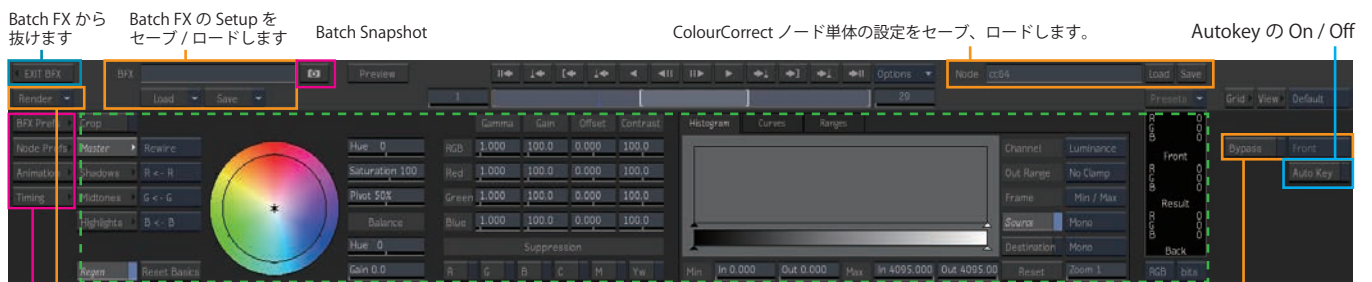 Batch FX から
抜けます
Batch FX の Setup を
セーブ / ロードします
Batch Snapshot
ColourCorrect ノード単体の設定をセーブ、ロードします。
Autokey の On / Off
EXIT BFX
BFX
Preview
Options
Node cc64
Load Save
Render
Load
Save
1
29
Presets
Grid View Default
BFX Prefs
Crop
Gamma Gain Offset Contrast
Histogram Curves Ranges
R 0
G 0
B 0
Front
Node Prefs
Master
Rewire
Hue 0
RGB 1.000 100.0 0.000 100.0
Channel Luminance
Bypass Front
Animation
Shadows
R <- R
Saturation 100
Red 1.000 100.0 0.000 100.0
Out Range No Clamp
R 0
G 0
B 0
Result
Auto Key
Timing
Midtones
G <- G
Pivot 50%
Green 1.000 100.0 0.000 100.0
Frame Min / Max
Highlights
B <- B
Balance
Blue 1.000 100.0 0.000 100.0
Source Mono
R 0
G 0
B 0
Back
Hue 0
Suppression
Destination Mono
Regen
Reset Basics
Gain 0.0
R G B C M Yw
Min In 0.000 Out 0.000 Max In 4095.000 Out 4095.00
Reset Zoom 1
RGB bits